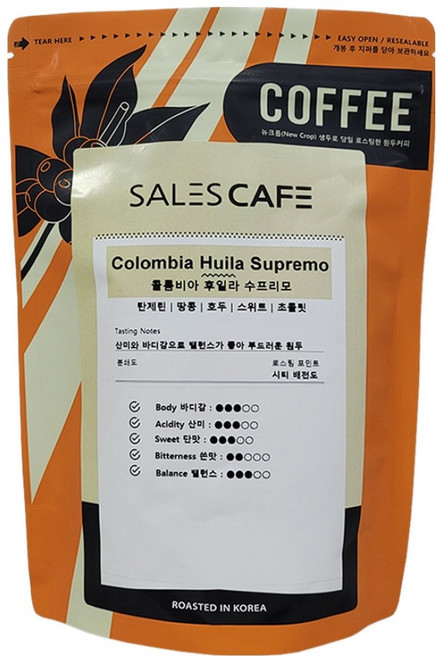 TEAR HERE
EASY OPEN / RESEALABLE
개봉 후 지퍼를 닫아 보관하세요
COFFEE
뉴크롭(New Crop) 생두로 당일 로스팅한 원두커피
SALES CAFE
Colombia Huila Supremo
콜롬비아 후일라 수프리모
탄제린 | 땅콩 | 호두 | 스위트 | 초콜릿
Tasting Notes
산미와 바디감으로 밸런스가 좋아 부드러운 원두
분쇄도
로스팅 포인트
시티 배전도
Body 바디감 : ●●●○○
Acidity 산미 : ●●●○○
Sweet 단맛 : ●●●○○
Bitterness 쓴맛 : ●●○○○
Balance 밸런스 : ●●●○○
ROASTED IN KOREA